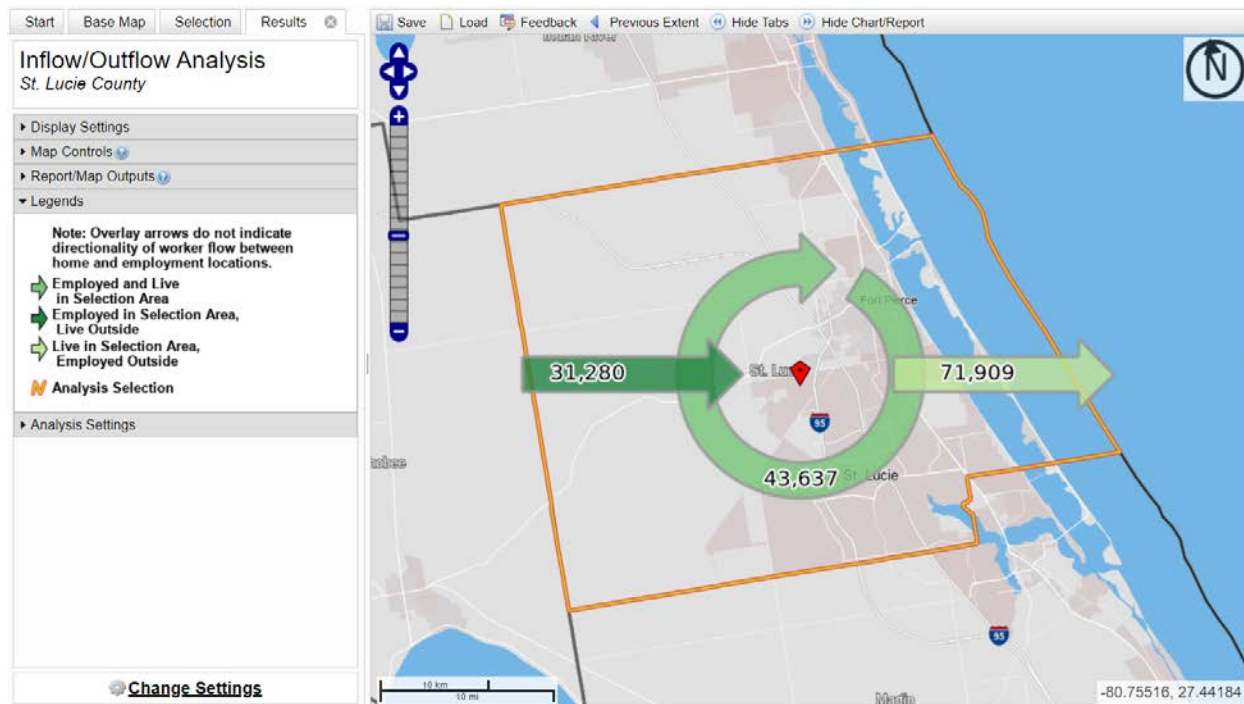 Start Base Map Selection Results
Save Load Feedback Previous Extent Hide Tabs Hide Chart/Report
Inflow/Outflow Analysis
St. Lucie County
Display Settings
Map Controls
Report/Map Outputs
Legends
Note: Overlay arrows do not indicate
directionality of worker flow between
home and employment locations.
Employed and Live
in Selection Area
Employed in Selection Area,
Live Outside
Live in Selection Area,
Employed Outside
Analysis Selection
Analysis Settings
Change Settings
Indian River
N
Fort Pierce
31,280
St. Luc
71,909
95
43,637
St. Lucie
95
10 km
10 mi
Martin
-80.75516, 27.44184